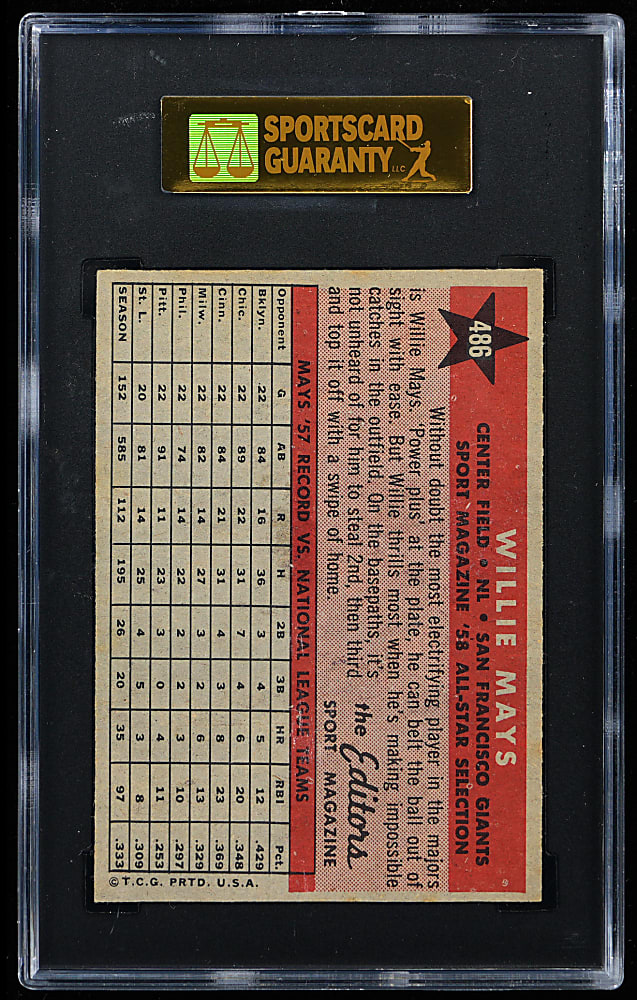 SPORTSCARD
GUARANTY LLC
486
WILLIE MAYS
CENTER FIELD • NL • SAN FRANCISCO GIANTS
SPORT MAGAZINE '58 ALL-STAR SELECTION
Without doubt the most electrifying player in the majors
is Willie Mays. 'Power plus' at the plate, he can belt the ball out of
sight with ease. But Willie thrills most when he's making impossible
catches in the outfield. On the basepaths, it's
not unheard of for him to steal 2nd, then third
and top it off with a swipe of home.
the Editors
SPORT MAGAZINE
MAYS '57 RECORD VS. NATIONAL LEAGUE TEAMS
Opponent G AB R H 2B 3B HR RBI Pct.
Bklyn. 22 84 16 36 3 4 5 12 .429
Chic. 22 89 22 31 7 4 6 20 .348
Cinn. 22 84 21 31 4 3 8 23 .369
Milw. 22 82 14 27 3 2 6 13 .329
Phil. 22 74 14 22 2 2 3 10 .297
Pitt. 22 91 11 23 3 0 4 11 .253
St. L. 20 81 14 25 4 5 3 8 .309
SEASON 152 585 112 195 26 20 35 97 .333
© T.C.G. PRTD. U.S.A.